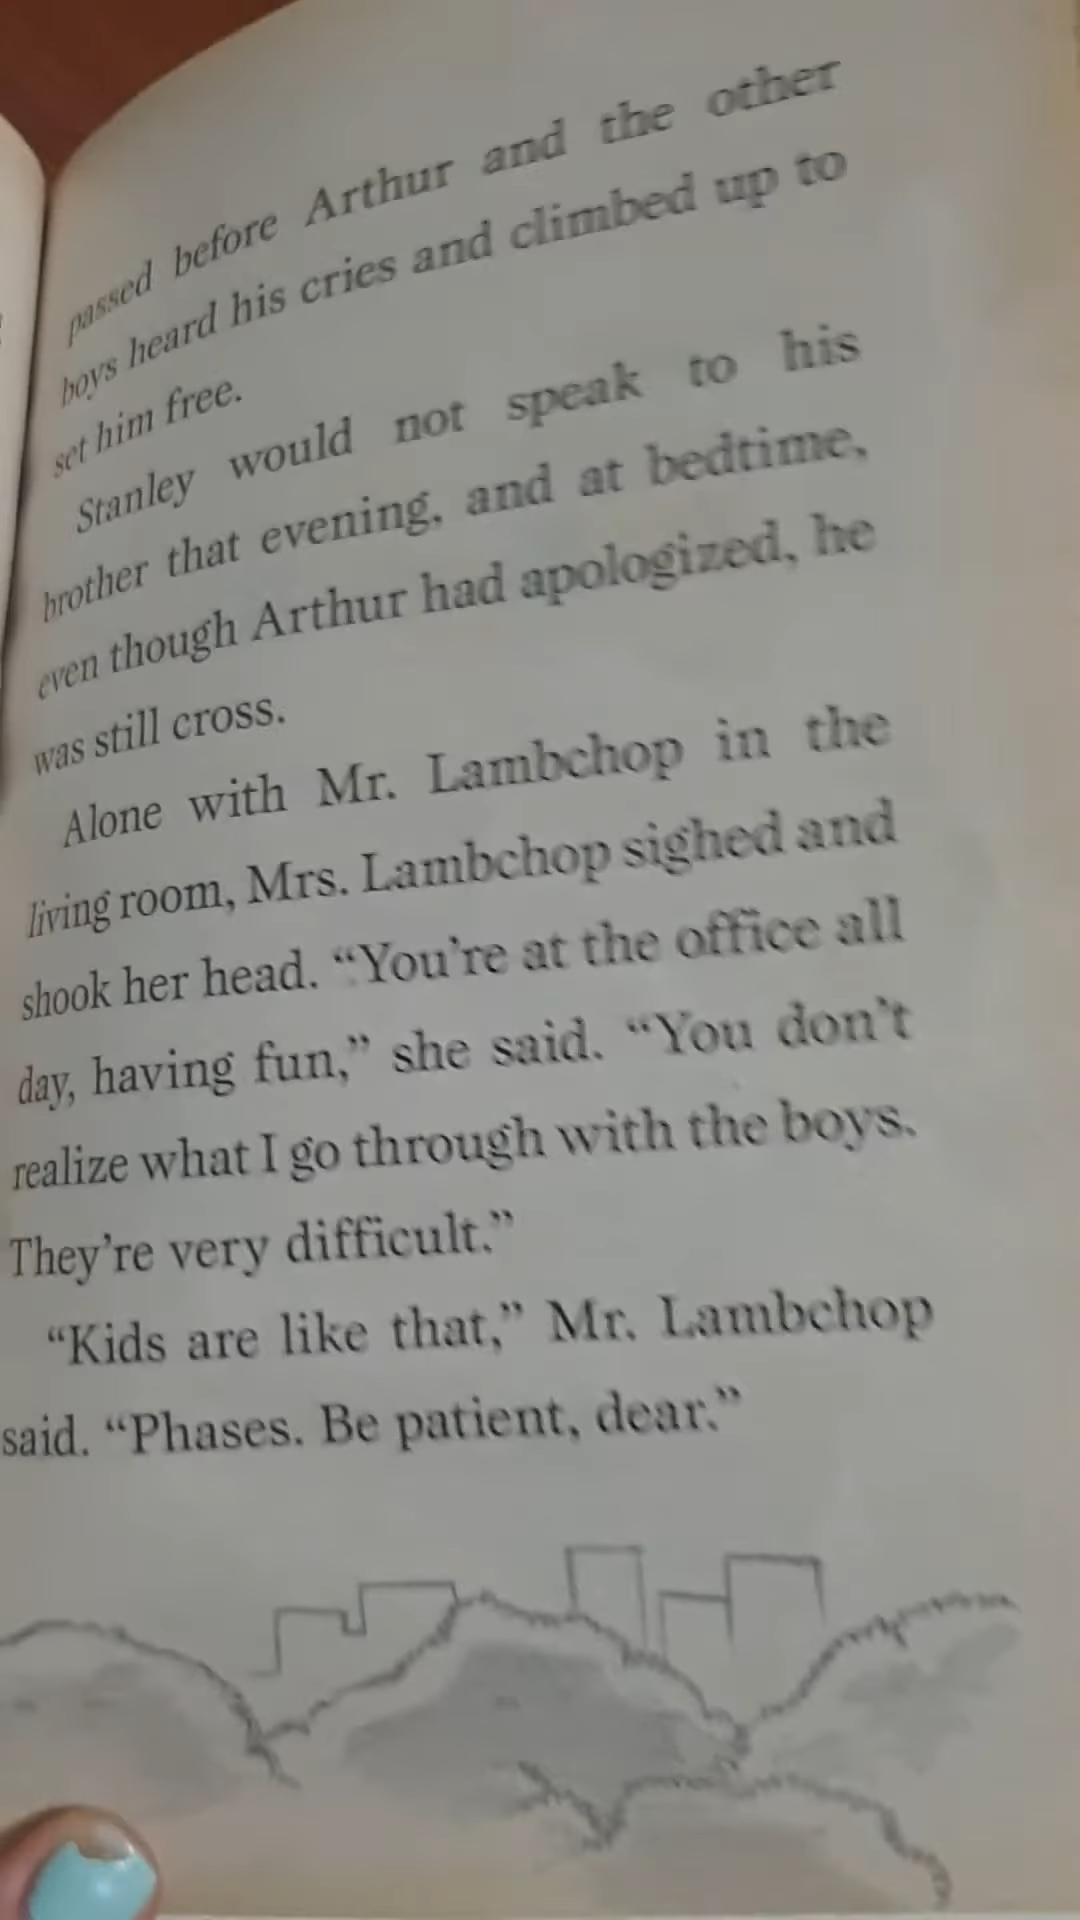 passed before Arthur and the other
boys heard his cries and climbed up to
set him free.
Stanley would not speak to his
brother that evening, and at bedtime,
even though Arthur had apologized, he
was still cross.
Alone with Mr. Lambchop in the
living room, Mrs. Lambchop sighed and
shook her head. “You’re at the office all
day, having fun,” she said. “You don’t
realize what I go through with the boys.
They’re very difficult.”
“Kids are like that,” Mr. Lambchop
said. “Phases. Be patient, dear.”